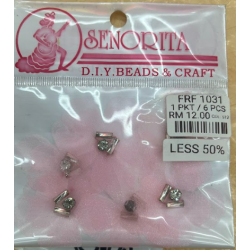 SENORITA
D.I.Y. BEADS & CRAFT
FRF 1031
1 PKT / 6 PCS
RM 12.00
LESS 50%